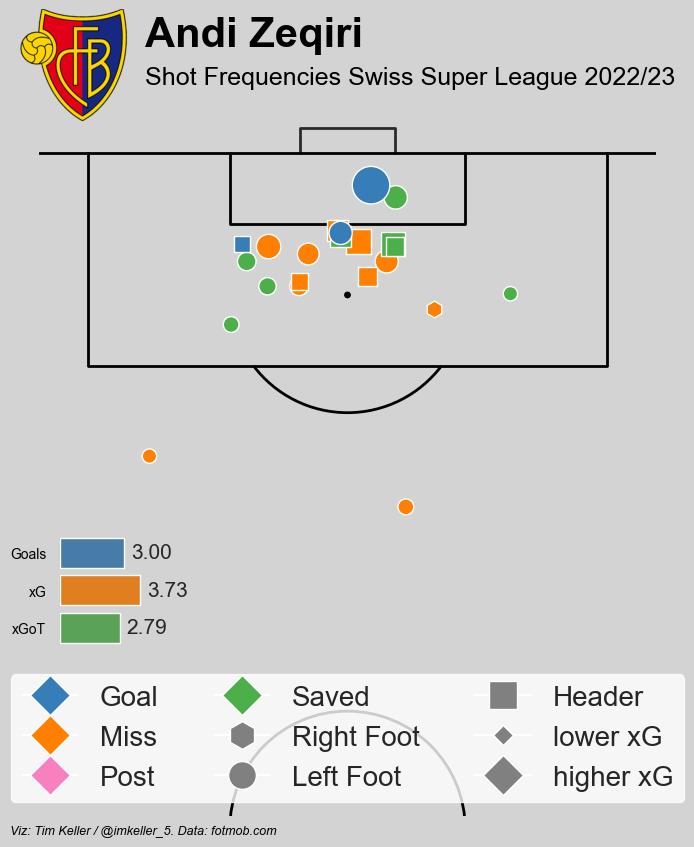 Andi Zeqiri
Shot Frequencies Swiss Super League 2022/23
Goals 3.00
xG 3.73
xGoT 2.79
Goal Saved Header
Miss Right Foot lower xG
Post Left Foot higher xG
Viz: Tim Keller / @imkeller_5. Data: fotmob.com